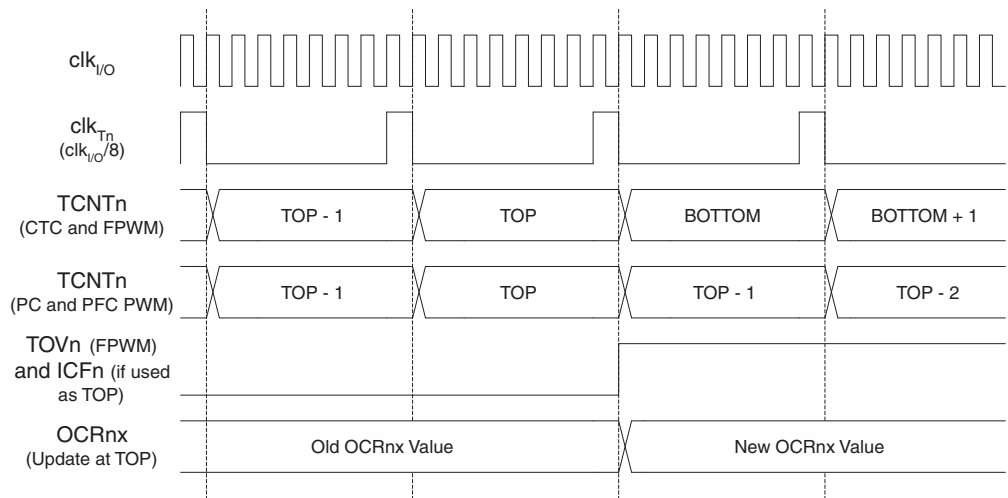 clkI/O
clkTn
(clkI/O/8)
TCNTn
(CTC and FPWM)
TOP - 1
TOP
BOTTOM
BOTTOM + 1
TCNTn
(PC and PFC PWM)
TOP - 1
TOP
TOP - 1
TOP - 2
TOVn (FPWM)
and ICFn (if used
as TOP)
OCRnx
(Update at TOP)
Old OCRnx Value
New OCRnx Value